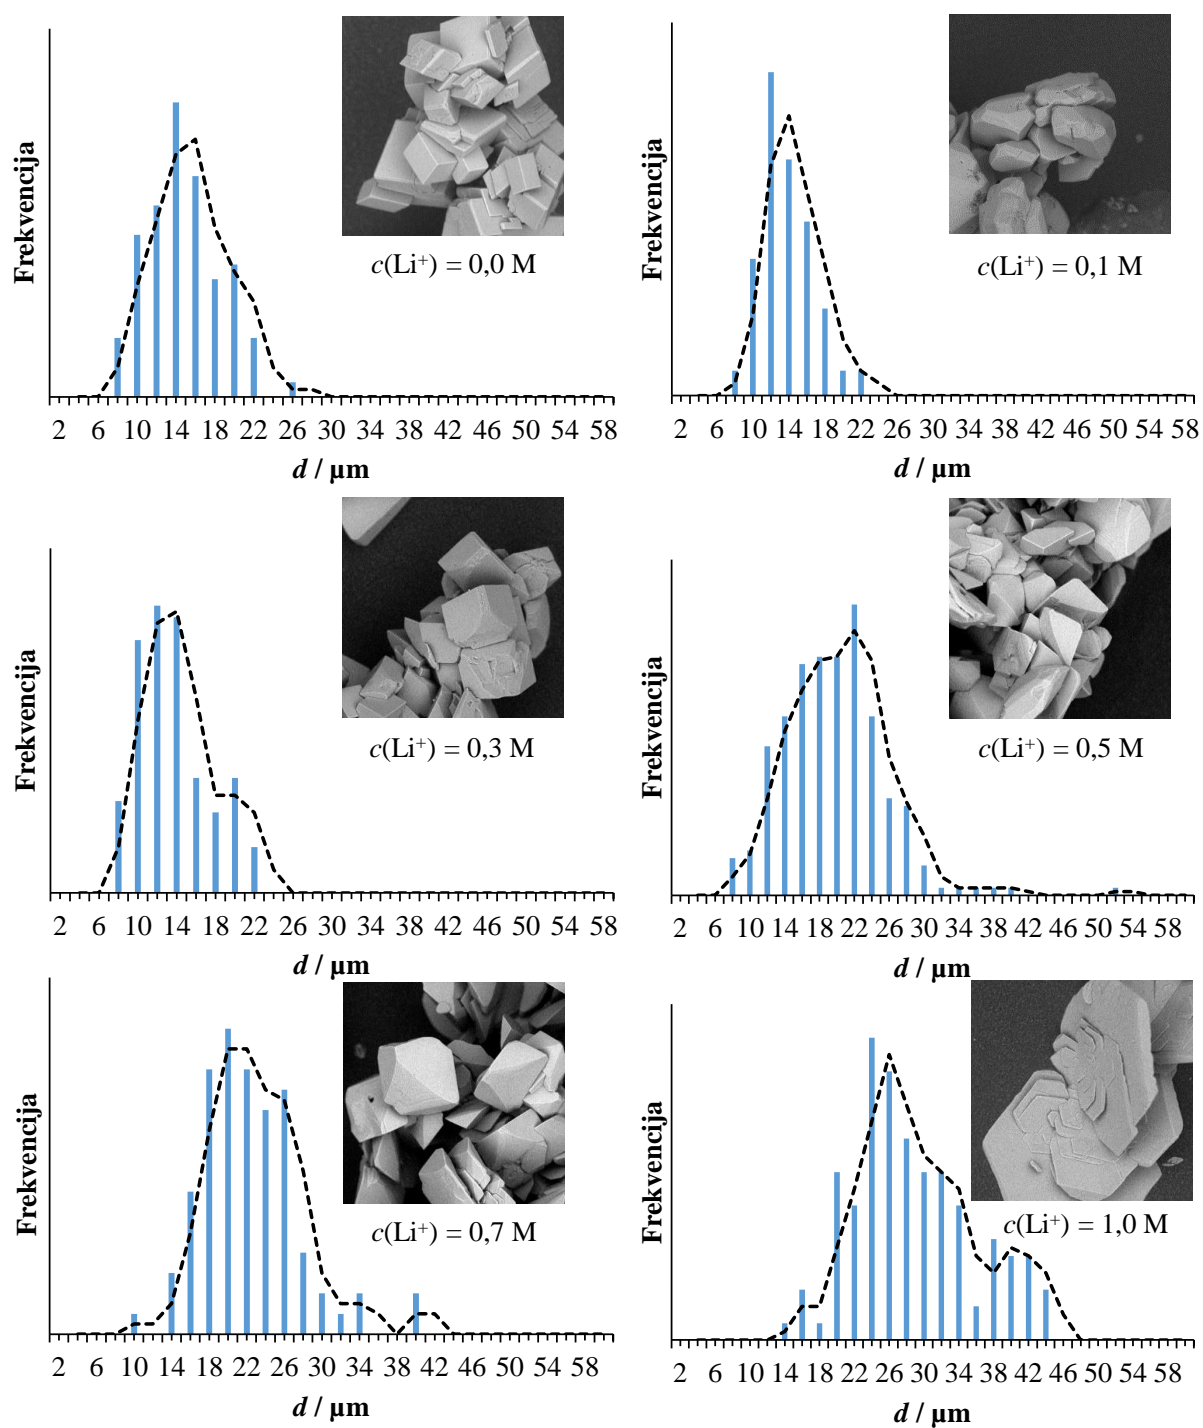 Frekvencija
c(Li⁺) = 0,0 M
2 6 10 14 18 22 26 30 34 38 42 46 50 54 58
d / µm
Frekvencija
c(Li⁺) = 0,1 M
2 6 10 14 18 22 26 30 34 38 42 46 50 54 58
d / µm
Frekvencija
c(Li⁺) = 0,3 M
2 6 10 14 18 22 26 30 34 38 42 46 50 54 58
d / µm
Frekvencija
c(Li⁺) = 0,5 M
2 6 10 14 18 22 26 30 34 38 42 46 50 54 58
d / µm
Frekvencija
c(Li⁺) = 0,7 M
2 6 10 14 18 22 26 30 34 38 42 46 50 54 58
d / µm
Frekvencija
c(Li⁺) = 1,0 M
2 6 10 14 18 22 26 30 34 38 42 46 50 54 58
d / µm